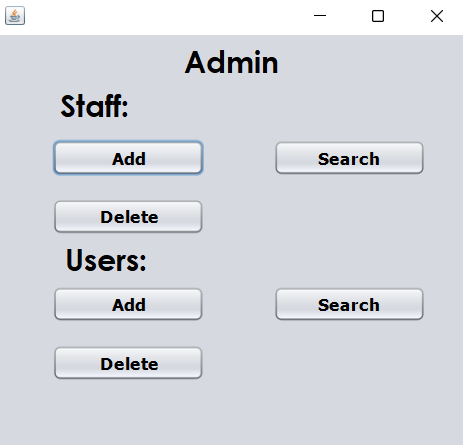 Admin
Staff:
Add Search
Delete
Users:
Add Search
Delete